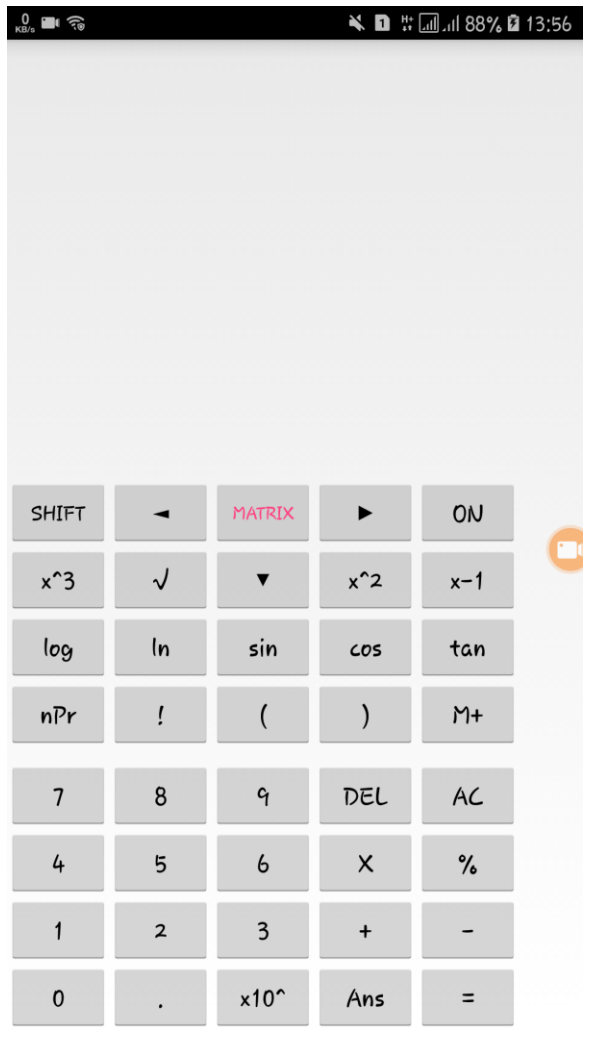 0 KB/s 1 H+ 88% 13:56
SHIFT ◄ MATRIX ► ON
x^3 √ ▼ x^2 x-1
log ln sin cos tan
nPr ! ( ) M+
7 8 9 DEL AC
4 5 6 X %
1 2 3 + -
0 . x10^ Ans =